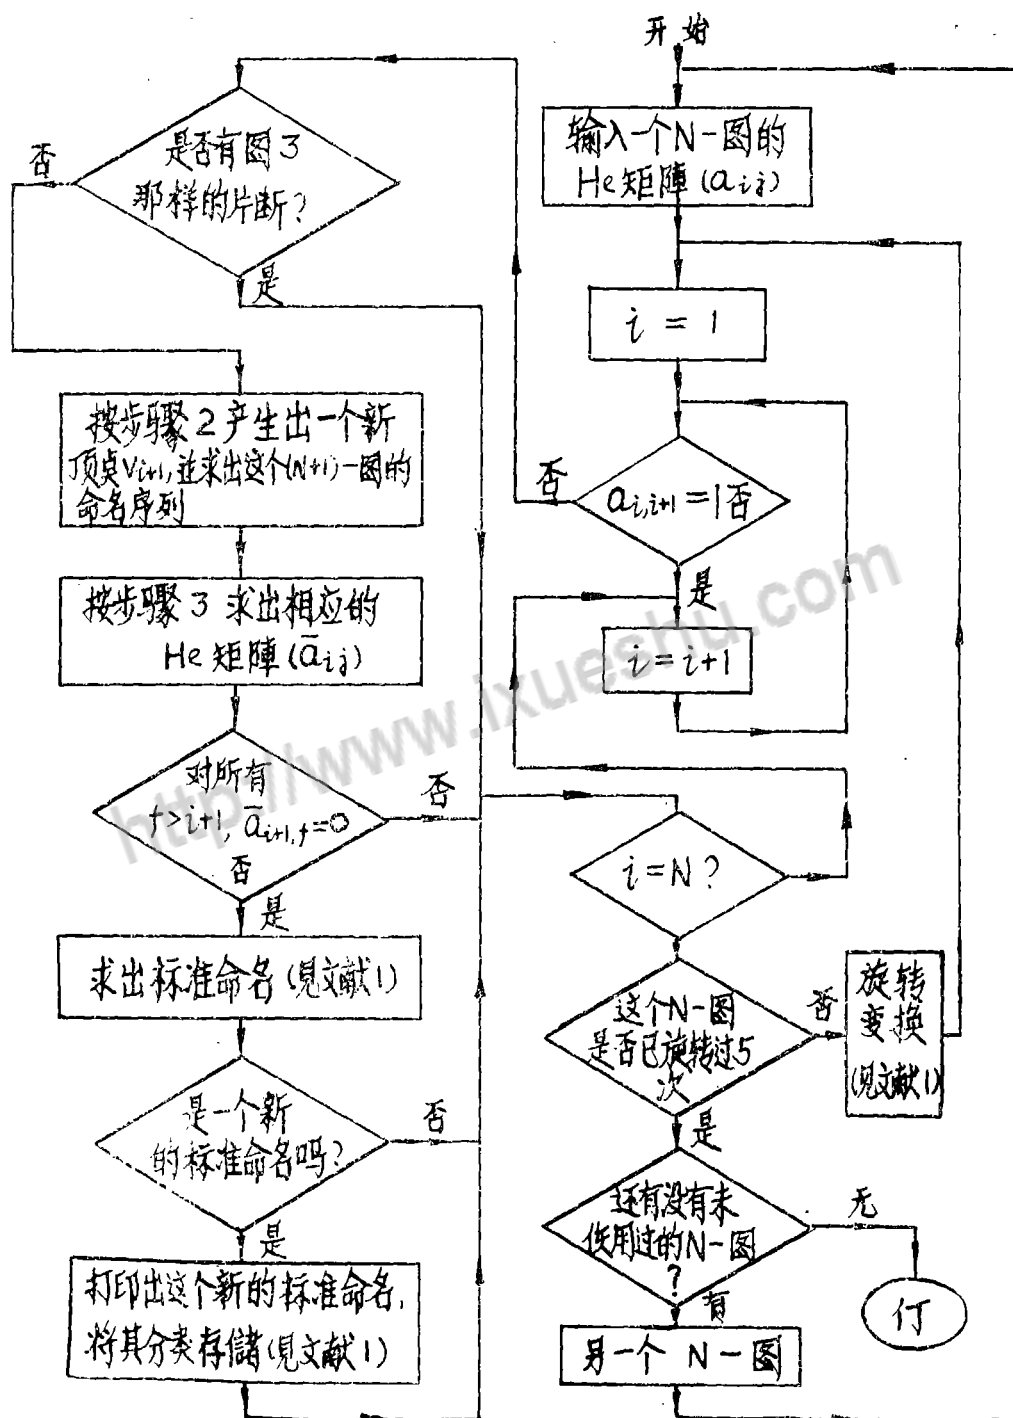 开始
输入一个N-图的
He矩陣(aij)
i = 1
ai,i+1 = 1否
否
是
i = i+1
是否有图3
那样的片断？
否
是
按步骤2产生出一个新
顶点Vi+1, 並求出这个(N+1)-图的
命名序列
按步骤3 求出相应的
He矩陣(āij)
对所有
t>i+1, āi+1,t=0
否
否
是
求出标准命名(見文献1)
是一个新
的标准命名吗？
否
是
打印出这个新的标准命名,
将其分类存储(見文献1)
i=N？
这个N-图
是否已旋转过5
次
否
是
旋转
变换
(見文献1)
还有没有未
使用过的N-图
？
无
有
仃
另一个 N-图
http://www.ixueshu.com